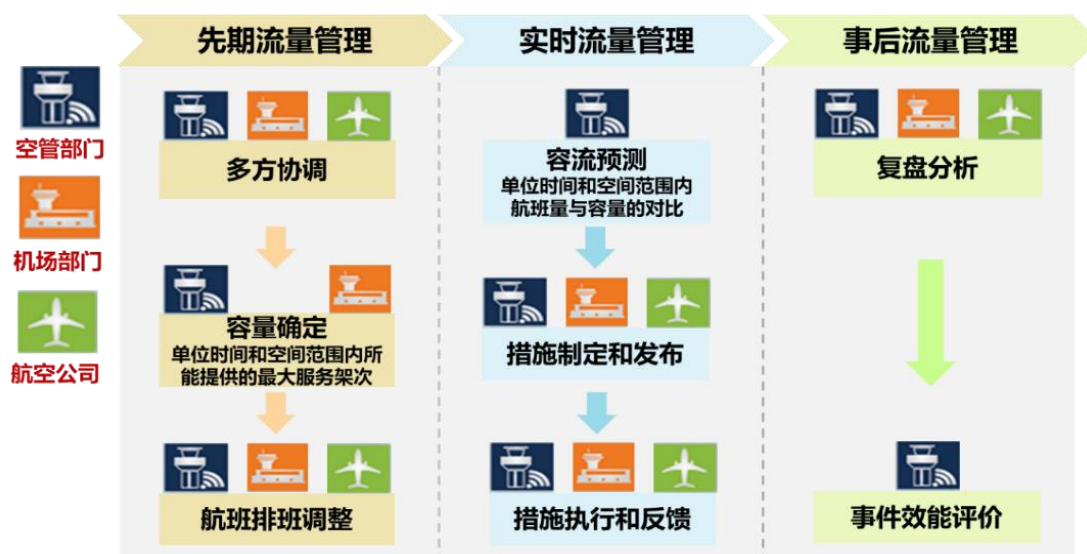 先期流量管理
实时流量管理
事后流量管理
空管部门
机场部门
航空公司
多方协调
容量确定
单位时间和空间范围内所
能提供的最大服务架次
航班排班调整
容流预测
单位时间和空间范围内
航班量与容量的对比
措施制定和发布
措施执行和反馈
复盘分析
事件效能评价